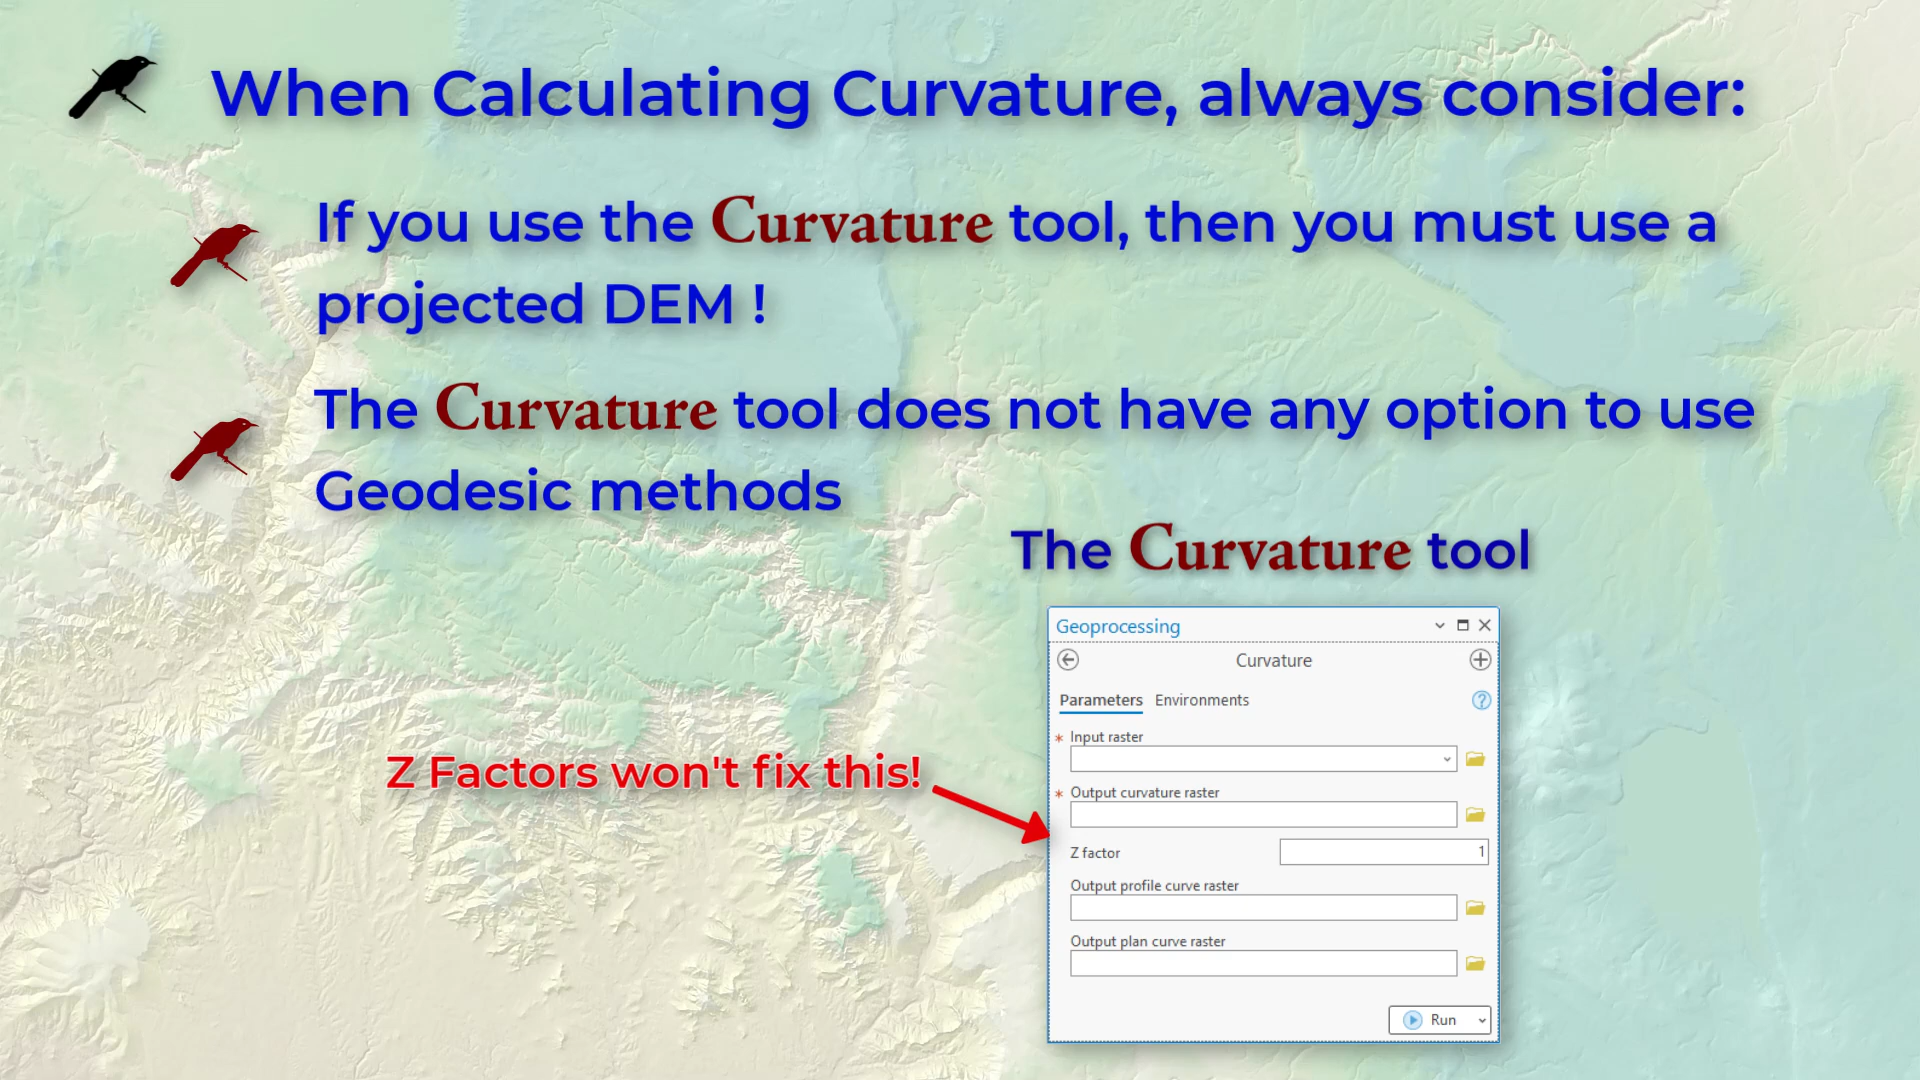 When Calculating Curvature, always consider:
If you use the Curvature tool, then you must use a
projected DEM !
The Curvature tool does not have any option to use
Geodesic methods
The Curvature tool
Geoprocessing
Curvature
Parameters Environments
?
* Input raster
Z Factors won't fix this!
* Output curvature raster
Z factor 1
Output profile curve raster
Output plan curve raster
Run